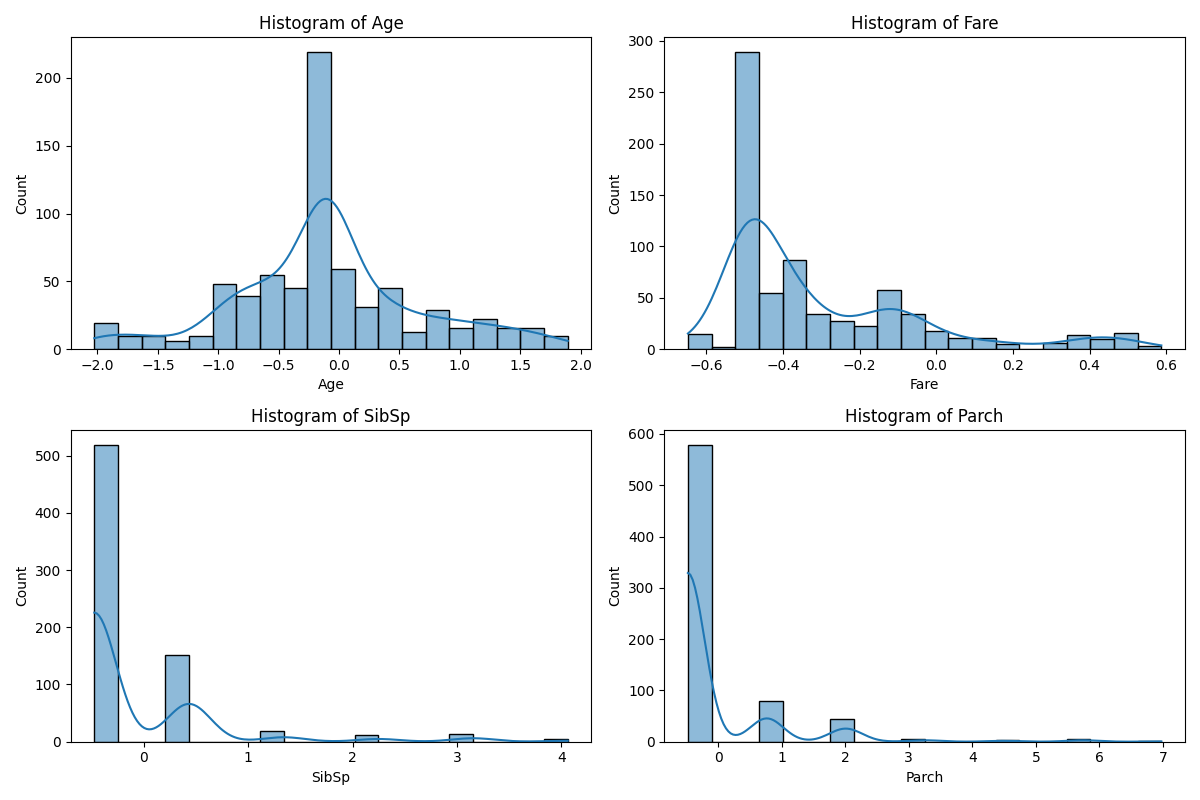 Histogram of Age
Count
200
150
100
50
0
−2.0 −1.5 −1.0 −0.5 0.0 0.5 1.0 1.5 2.0
Age
Histogram of Fare
Count
300
250
200
150
100
50
0
−0.6 −0.4 −0.2 0.0 0.2 0.4 0.6
Fare
Histogram of SibSp
Count
500
400
300
200
100
0
0 1 2 3 4
SibSp
Histogram of Parch
Count
600
500
400
300
200
100
0
0 1 2 3 4 5 6 7
Parch